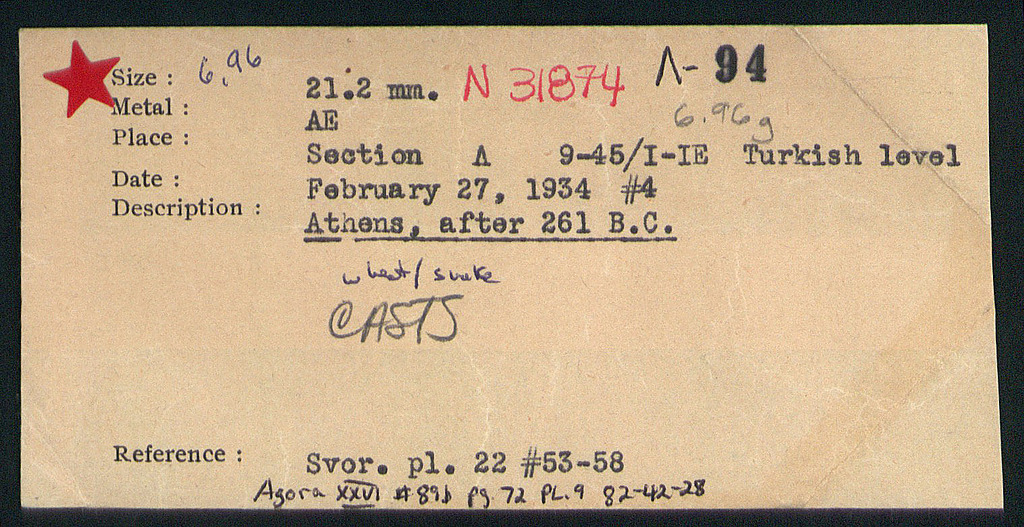 Size : 6.96 21.2 mm. N 31874 Λ- 94
Metal : AE 6.96g
Place : Section Λ 9-45/I-IE Turkish level
Date : February 27, 1934 #4
Description : Athens, after 261 B.C.
wheat/ snake
CASTS
Reference : Svor. pl. 22 #53-58
Agora XXVI # 89b pg. 72 PL. 9 82-42-28